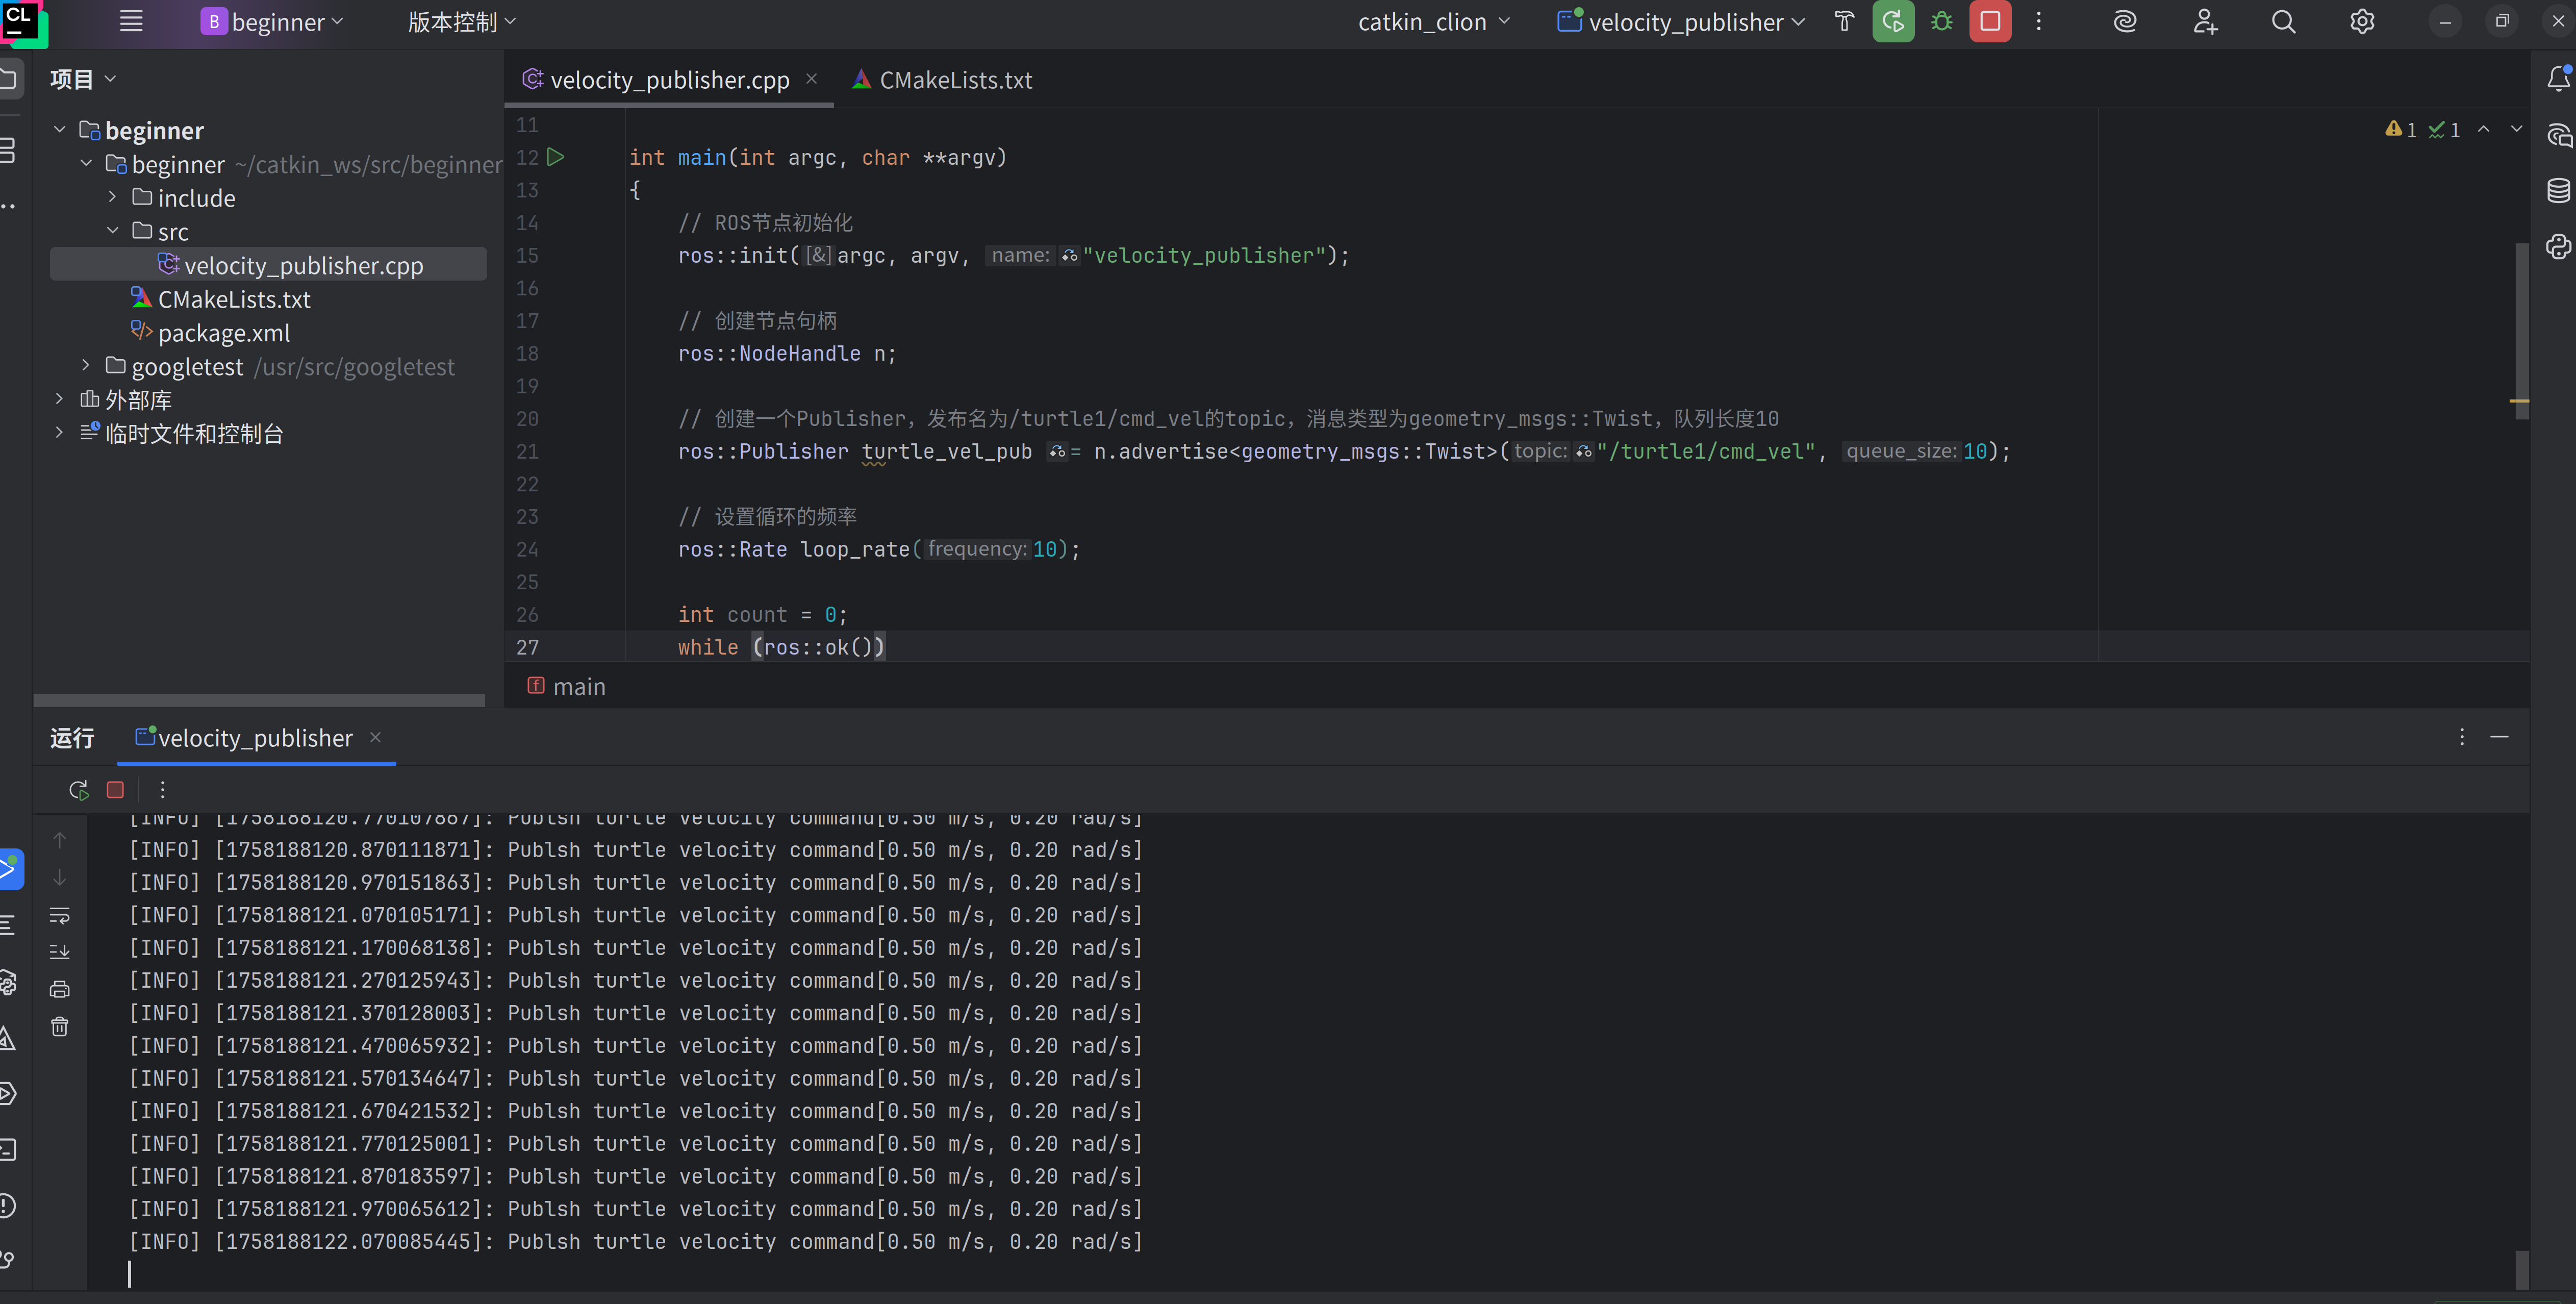 CL
B beginner
版本控制
catkin_clion
velocity_publisher
项目
velocity_publisher.cpp
CMakeLists.txt
beginner
beginner ~/catkin_ws/src/beginner
include
src
velocity_publisher.cpp
CMakeLists.txt
package.xml
googletest /usr/src/googletest
外部库
临时文件和控制台
1 1
11
12 int main(int argc, char **argv)
13 {
14 // ROS节点初始化
15 ros::init([&]argc, argv, name: "velocity_publisher");
16
17 // 创建节点句柄
18 ros::NodeHandle n;
19
20 // 创建一个Publisher，发布名为/turtle1/cmd_vel的topic，消息类型为geometry_msgs::Twist，队列长度10
21 ros::Publisher turtle_vel_pub = n.advertise<geometry_msgs::Twist>(topic: "/turtle1/cmd_vel", queue_size: 10);
22
23 // 设置循环的频率
24 ros::Rate loop_rate(frequency: 10);
25
26 int count = 0;
27 while (ros::ok())
f main
运行
velocity_publisher
[INFO] [1758188120.770107867]: Publsh turtle velocity command[0.50 m/s, 0.20 rad/s]
[INFO] [1758188120.870111871]: Publsh turtle velocity command[0.50 m/s, 0.20 rad/s]
[INFO] [1758188120.970151863]: Publsh turtle velocity command[0.50 m/s, 0.20 rad/s]
[INFO] [1758188121.070105171]: Publsh turtle velocity command[0.50 m/s, 0.20 rad/s]
[INFO] [1758188121.170068138]: Publsh turtle velocity command[0.50 m/s, 0.20 rad/s]
[INFO] [1758188121.270125943]: Publsh turtle velocity command[0.50 m/s, 0.20 rad/s]
[INFO] [1758188121.370128003]: Publsh turtle velocity command[0.50 m/s, 0.20 rad/s]
[INFO] [1758188121.470065932]: Publsh turtle velocity command[0.50 m/s, 0.20 rad/s]
[INFO] [1758188121.570134647]: Publsh turtle velocity command[0.50 m/s, 0.20 rad/s]
[INFO] [1758188121.670421532]: Publsh turtle velocity command[0.50 m/s, 0.20 rad/s]
[INFO] [1758188121.770125001]: Publsh turtle velocity command[0.50 m/s, 0.20 rad/s]
[INFO] [1758188121.870183597]: Publsh turtle velocity command[0.50 m/s, 0.20 rad/s]
[INFO] [1758188121.970065612]: Publsh turtle velocity command[0.50 m/s, 0.20 rad/s]
[INFO] [1758188122.070085445]: Publsh turtle velocity command[0.50 m/s, 0.20 rad/s]